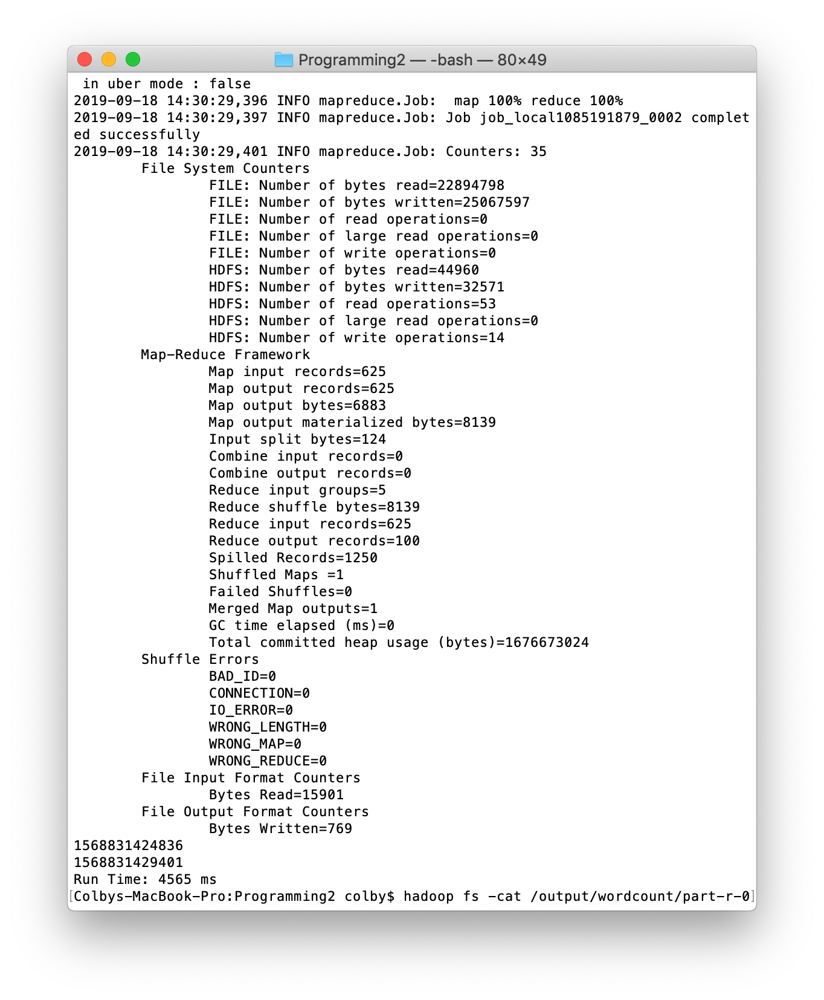 Programming2 — -bash — 80×49
in uber mode : false
2019-09-18 14:30:29,396 INFO mapreduce.Job:  map 100% reduce 100%
2019-09-18 14:30:29,397 INFO mapreduce.Job: Job job_local1085191879_0002 complet
ed successfully
2019-09-18 14:30:29,401 INFO mapreduce.Job: Counters: 35
File System Counters
FILE: Number of bytes read=22894798
FILE: Number of bytes written=25067597
FILE: Number of read operations=0
FILE: Number of large read operations=0
FILE: Number of write operations=0
HDFS: Number of bytes read=44960
HDFS: Number of bytes written=32571
HDFS: Number of read operations=53
HDFS: Number of large read operations=0
HDFS: Number of write operations=14
Map-Reduce Framework
Map input records=625
Map output records=625
Map output bytes=6883
Map output materialized bytes=8139
Input split bytes=124
Combine input records=0
Combine output records=0
Reduce input groups=5
Reduce shuffle bytes=8139
Reduce input records=625
Reduce output records=100
Spilled Records=1250
Shuffled Maps =1
Failed Shuffles=0
Merged Map outputs=1
GC time elapsed (ms)=0
Total committed heap usage (bytes)=1676673024
Shuffle Errors
BAD_ID=0
CONNECTION=0
IO_ERROR=0
WRONG_LENGTH=0
WRONG_MAP=0
WRONG_REDUCE=0
File Input Format Counters
Bytes Read=15901
File Output Format Counters
Bytes Written=769
1568831424836
1568831429401
Run Time: 4565 ms
[Colbys-MacBook-Pro:Programming2 colby$ hadoop fs -cat /output/wordcount/part-r-0]